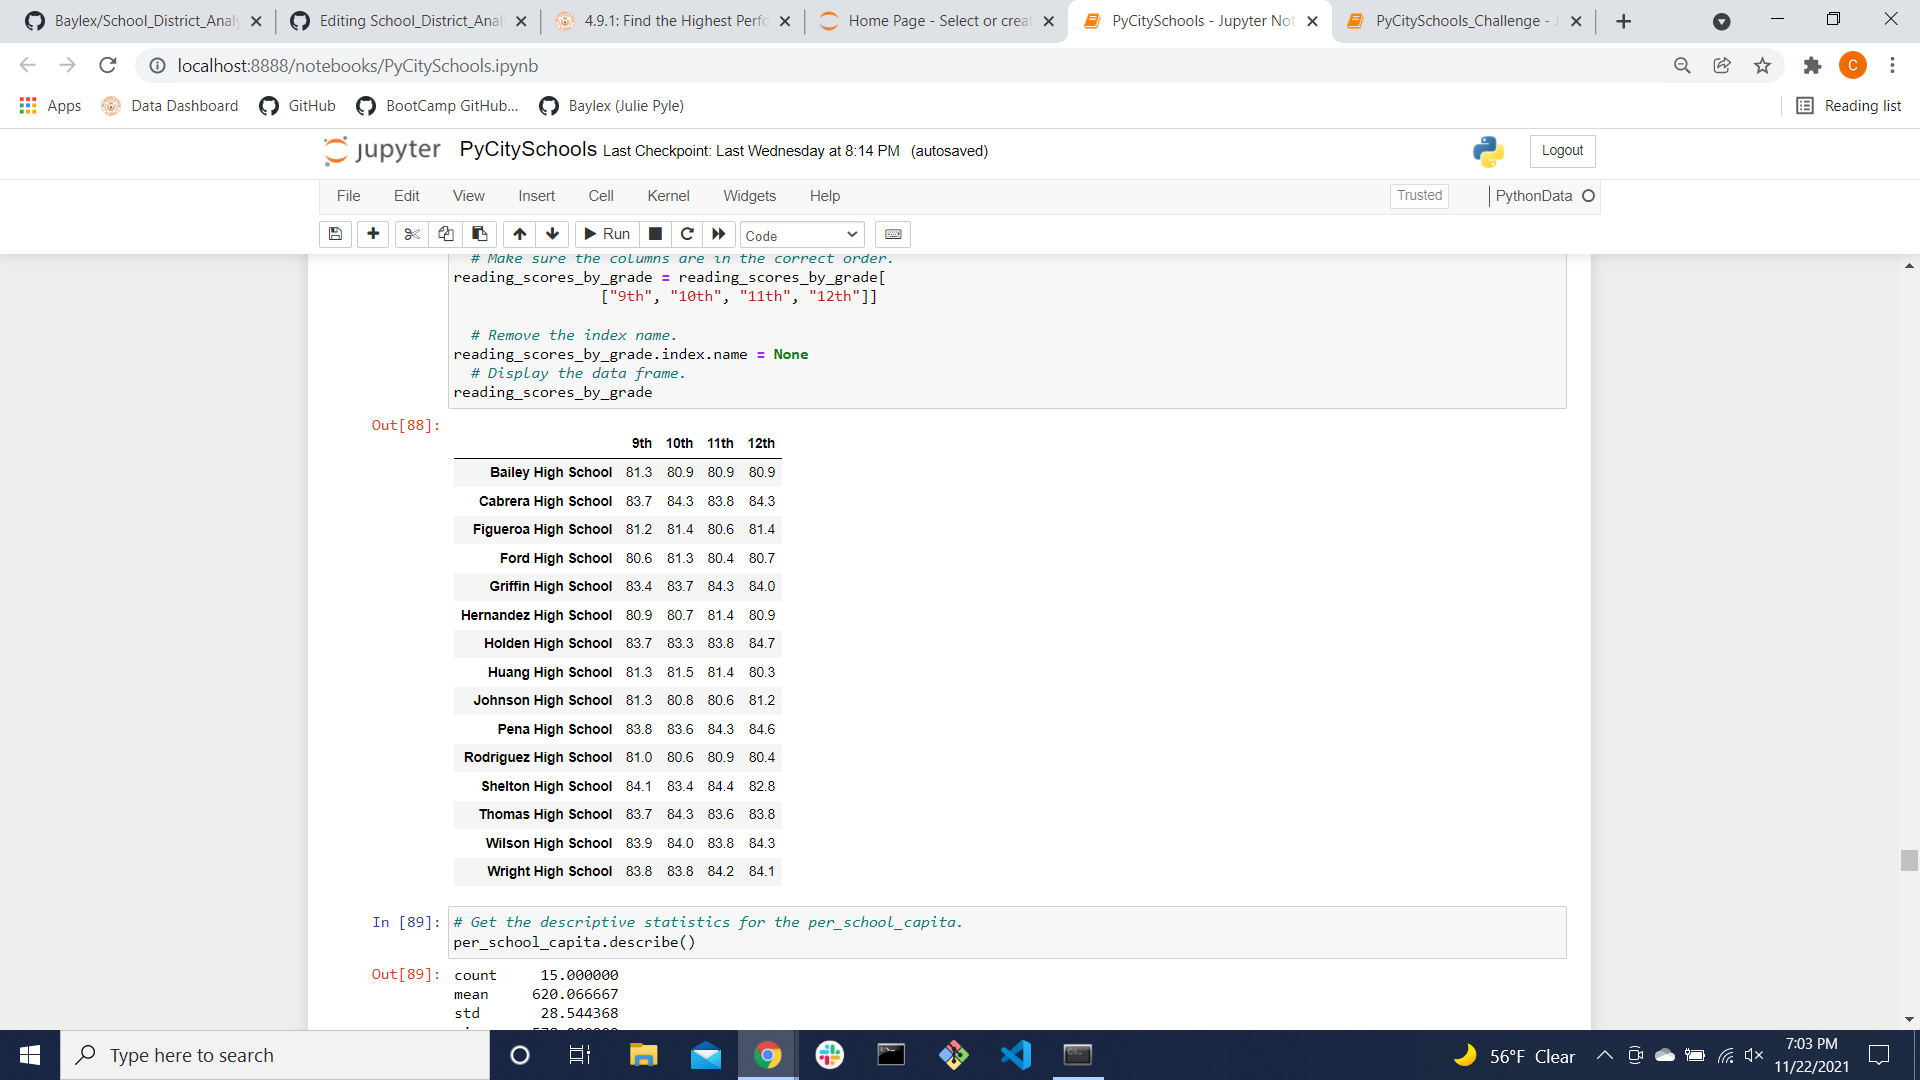 Baylex/School_District_Analy
Editing School_District_Anal
4.9.1: Find the Highest Perfo
Home Page - Select or creat
PyCitySchools - Jupyter Not
PyCitySchools_Challenge - J
localhost:8888/notebooks/PyCitySchools.ipynb
C
Apps Data Dashboard GitHub BootCamp GitHub... Baylex (Julie Pyle) Reading list
jupyter PyCitySchools Last Checkpoint: Last Wednesday at 8:14 PM (autosaved) Logout
File Edit View Insert Cell Kernel Widgets Help Trusted PythonData
Run Code
# Make sure the columns are in the correct order.
reading_scores_by_grade = reading_scores_by_grade[
["9th", "10th", "11th", "12th"]]
# Remove the index name.
reading_scores_by_grade.index.name = None
# Display the data frame.
reading_scores_by_grade
Out[88]:
9th 10th 11th 12th
Bailey High School 81.3 80.9 80.9 80.9
Cabrera High School 83.7 84.3 83.8 84.3
Figueroa High School 81.2 81.4 80.6 81.4
Ford High School 80.6 81.3 80.4 80.7
Griffin High School 83.4 83.7 84.3 84.0
Hernandez High School 80.9 80.7 81.4 80.9
Holden High School 83.7 83.3 83.8 84.7
Huang High School 81.3 81.5 81.4 80.3
Johnson High School 81.3 80.8 80.6 81.2
Pena High School 83.8 83.6 84.3 84.6
Rodriguez High School 81.0 80.6 80.9 80.4
Shelton High School 84.1 83.4 84.4 82.8
Thomas High School 83.7 84.3 83.6 83.8
Wilson High School 83.9 84.0 83.8 84.3
Wright High School 83.8 83.8 84.2 84.1
In [89]: # Get the descriptive statistics for the per_school_capita.
per_school_capita.describe()
Out[89]: count 15.000000
mean 620.066667
std 28.544368
Type here to search
56°F Clear
7:03 PM
11/22/2021